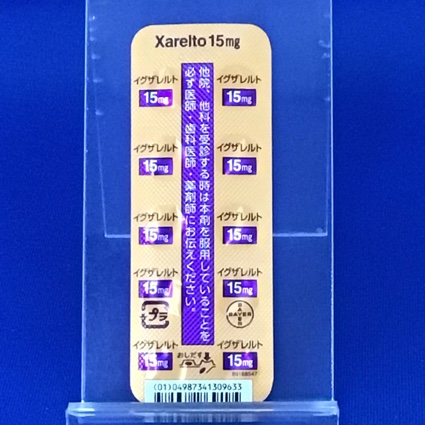 Xarelto 15mg
イグザレルト イグザレルト
15mg 15mg
他院、他科を受診する時は本剤を服用していることを
必ず医師・歯科医師・薬剤師にお伝えください。
イグザレルト イグザレルト
15mg 15mg
イグザレルト イグザレルト
15mg 15mg
イグザレルト イグザレルト
15mg 15mg
プラ
BAYER
BAYER
イグザレルト イグザレルト
15mg 15mg
おしだす
(01)04987341309633